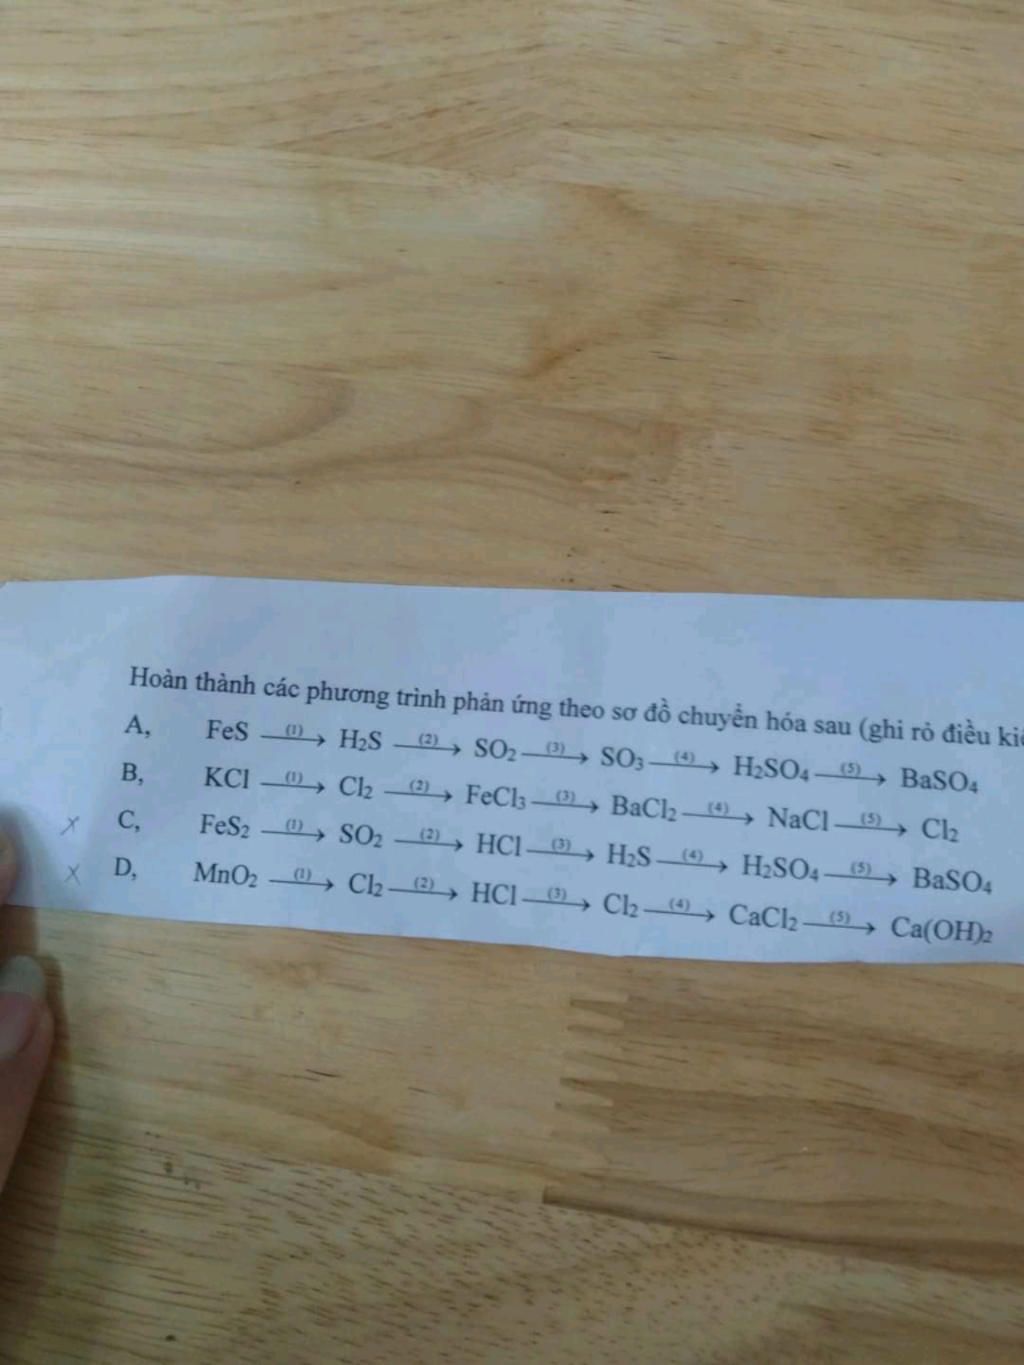 Hoàn thành các phương trình phản ứng theo sơ đồ chuyển hóa sau (ghi rõ điều
A, FeS (1)→ H₂S (2)→ SO₂ (3)→ SO₃ (4)→ H₂SO₄ (5)→ BaSO₄
B, KCl (1)→ Cl₂ (2)→ FeCl₃ (3)→ BaCl₂ (4)→ NaCl (5)→ Cl₂
x C, FeS₂ (1)→ SO₂ (2)→ HCl (3)→ H₂S (4)→ H₂SO₄ (5)→ BaSO₄
x D, MnO₂ (1)→ Cl₂ (2)→ HCl (3)→ Cl₂ (4)→ CaCl₂ (5)→ Ca(OH)₂